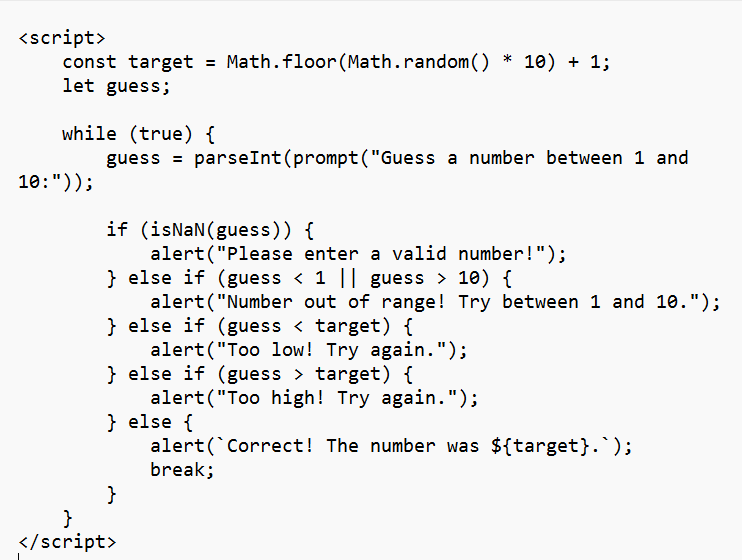 <script>
    const target = Math.floor(Math.random() * 10) + 1;
    let guess;

    while (true) {
        guess = parseInt(prompt("Guess a number between 1 and
10:"));

        if (isNaN(guess)) {
            alert("Please enter a valid number!");
        } else if (guess < 1 || guess > 10) {
            alert("Number out of range! Try between 1 and 10.");
        } else if (guess < target) {
            alert("Too low! Try again.");
        } else if (guess > target) {
            alert("Too high! Try again.");
        } else {
            alert(`Correct! The number was ${target}.`);
            break;
        }
    }
</script>